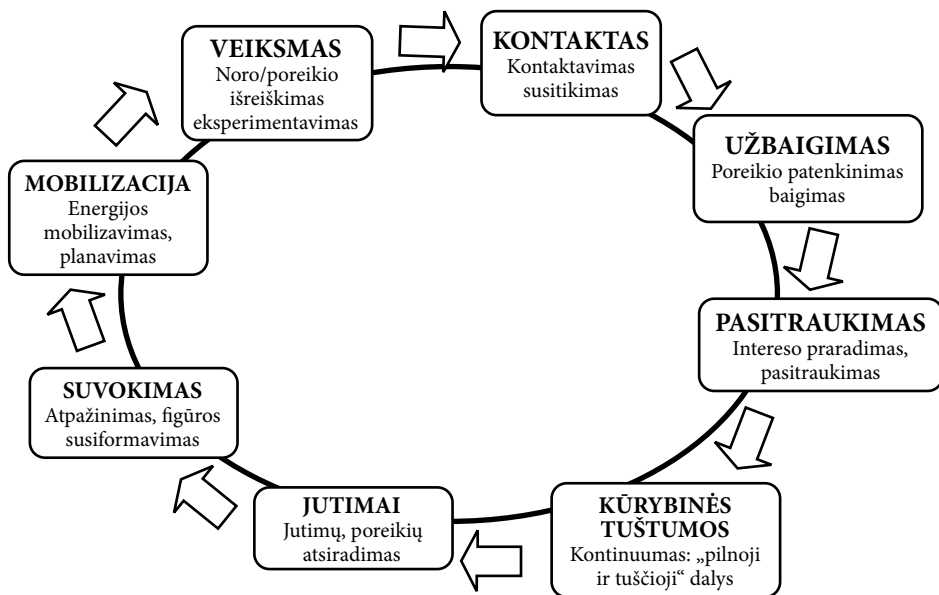 VEIKSMAS
Noro/poreikio
išreiškimas
eksperimentavimas
KONTAKTAS
Kontaktavimas
susitikimas
UŽBAIGIMAS
Poreikio patenkinimas
baigimas
PASITRAUKIMAS
Intereso praradimas,
pasitraukimas
KŪRYBINĖS
TUŠTUMOS
Kontinuumas: „pilnoji
ir tuščioji“ dalys
JUTIMAI
Jutimų, poreikių
atsiradimas
SUVOKIMAS
Atpažinimas, figūros
susiformavimas
MOBILIZACIJA
Energijos
mobilizavimas,
planavimas